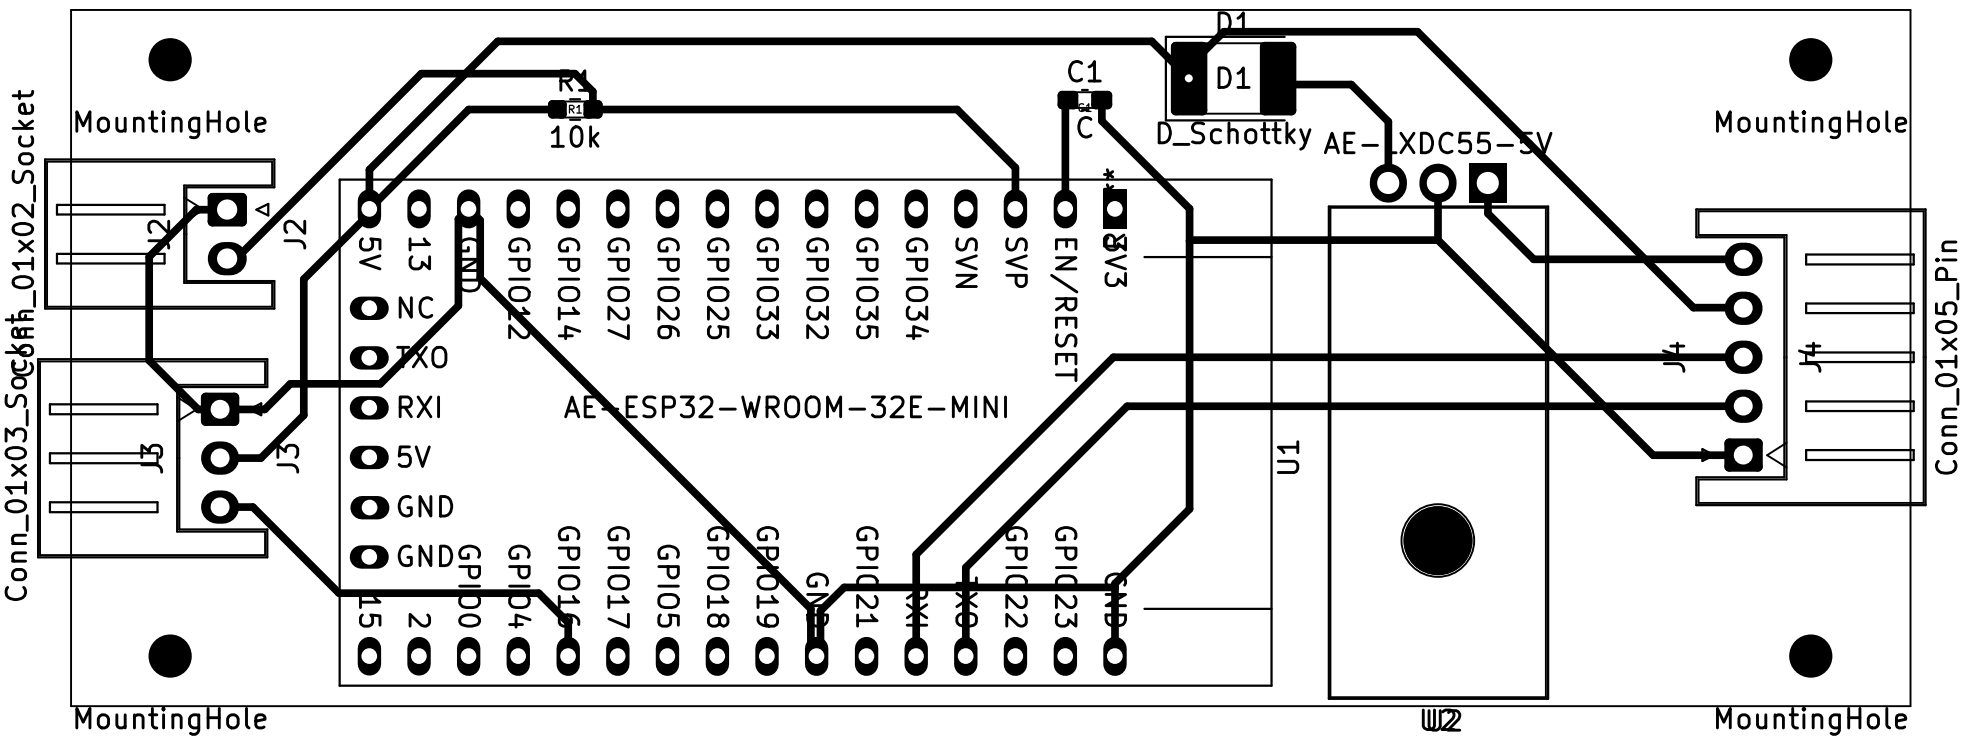 D1
R1
R1
10k
C1
C1
C
D1
D_Schottky
AE-LXDC55-5V
MountingHole
MountingHole
Conn_01x02_Socket
J2
J2
5V
13
GND
GPIO12
GPIO14
GPIO27
GPIO26
GPIO25
GPIO33
GPIO32
GPIO35
GPIO34
SVN
SVP
EN/RESET
3V3
NC
TXO
RXI
5V
GND
GND
AE-ESP32-WROOM-32E-MINI
U1
Conn_01x03_Socket
J3
J3
J4
J4
Conn_01x05_Pin
15
2
GPIO0
GPIO4
GPIO16
GPIO17
GPIO5
GPIO18
GPIO19
GND
GPIO21
RXI
TXO
GPIO22
GPIO23
GND
MountingHole
U2
MountingHole